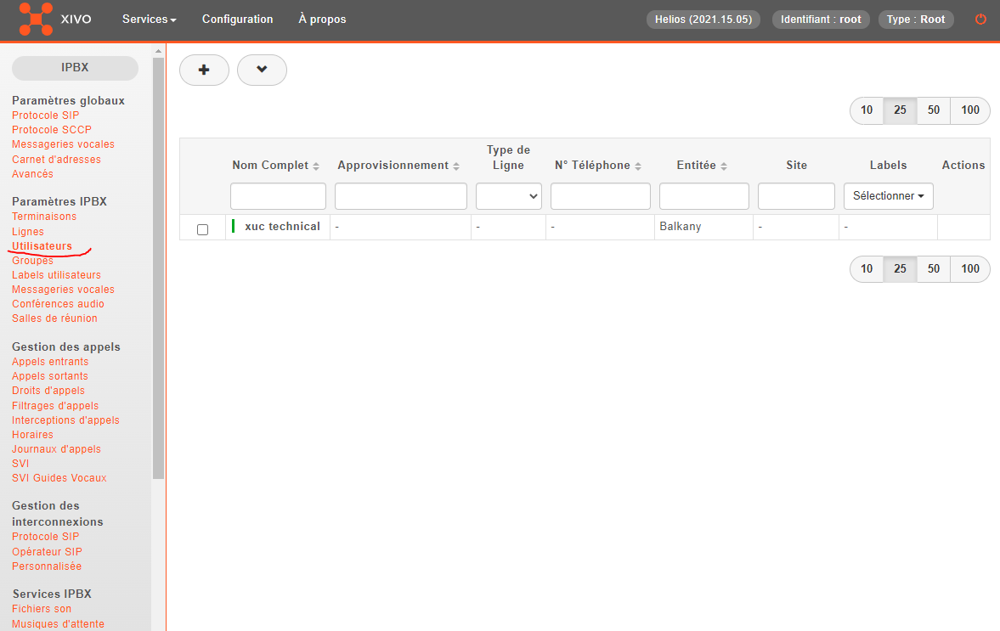 XIVO Services Configuration À propos Helios (2021.15.05) Identifiant : root Type : Root
IPBX
Paramètres globaux
Protocole SIP
Protocole SCCP
Messageries vocales
Carnet d'adresses
Avancés
Paramètres IPBX
Terminaisons
Lignes
Utilisateurs
Groupes
Labels utilisateurs
Messageries vocales
Conférences audio
Salles de réunion
Gestion des appels
Appels entrants
Appels sortants
Droits d'appels
Filtrages d'appels
Interceptions d'appels
Horaires
Journaux d'appels
SVI
SVI Guides Vocaux
Gestion des
interconnexions
Protocole SIP
Opérateur SIP
Personnalisée
Services IPBX
Fichiers son
Musiques d'attente
10 25 50 100
Nom Complet Approvisionnement Type de Ligne N° Téléphone Entitée Site Labels Actions
Sélectionner
xuc technical - - - Balkany - -
10 25 50 100